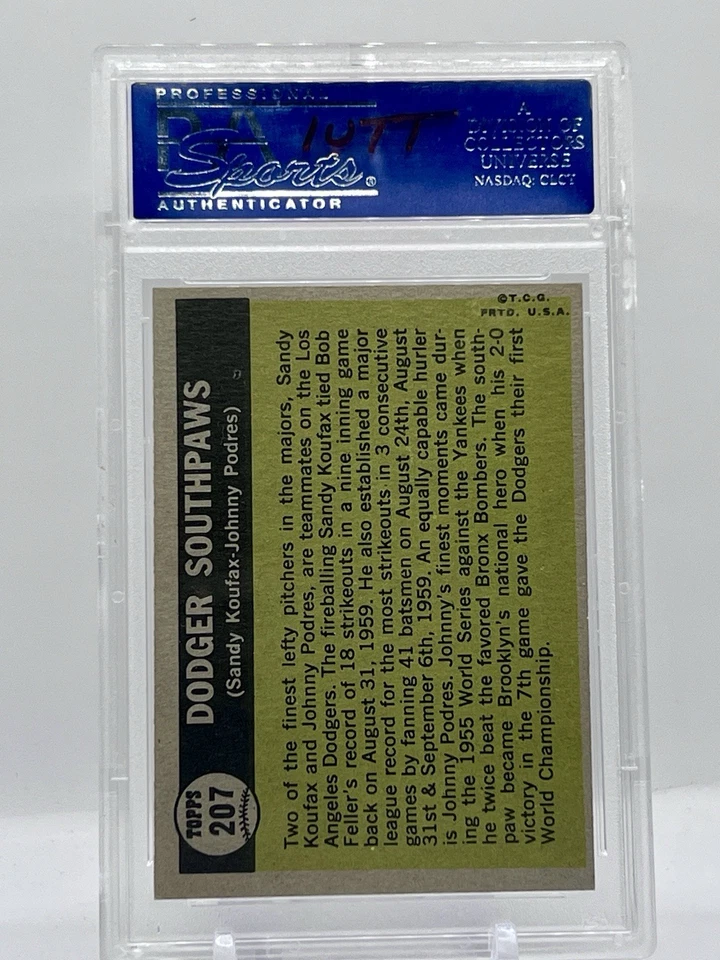 PROFESSIONAL
PSA
Sports®
AUTHENTICATOR
A
DIVISION OF
COLLECTORS
UNIVERSE
NASDAQ: CLCT
©T.C.G.
PRTD. U.S.A.
TOPPS
207
DODGER SOUTHPAWS
(Sandy Koufax-Johnny Podres)
Two of the finest lefty pitchers in the majors, Sandy
Koufax and Johnny Podres, are teammates on the Los
Angeles Dodgers. The fireballing Sandy Koufax tied Bob
Feller's record of 18 strikeouts in a nine inning game
back on August 31, 1959. He also established a major
league record for the most strikeouts in 3 consecutive
games by fanning 41 batsmen on August 24th, August
31st & September 6th, 1959. An equally capable hurler
is Johnny Podres. Johnny's finest moments came dur-
ing the 1955 World Series against the Yankees when
he twice beat the favored Bronx Bombers. The south-
paw became Brooklyn's national hero when his 2-0
victory in the 7th game gave the Dodgers their first
World Championship.